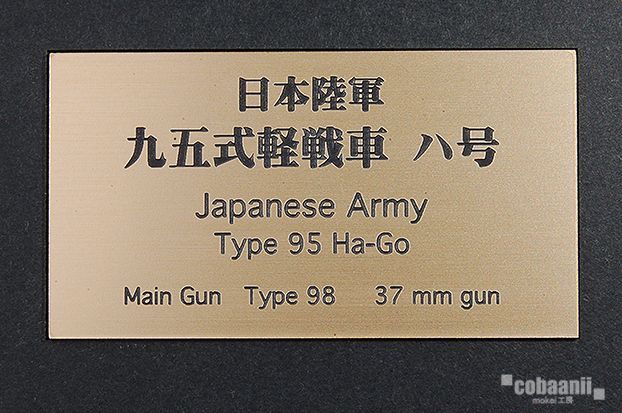 日本陸軍
九五式軽戦車 ハ号
Japanese Army
Type 95 Ha-Go
Main Gun Type 98 37 mm gun
cobaanii
mokei工房